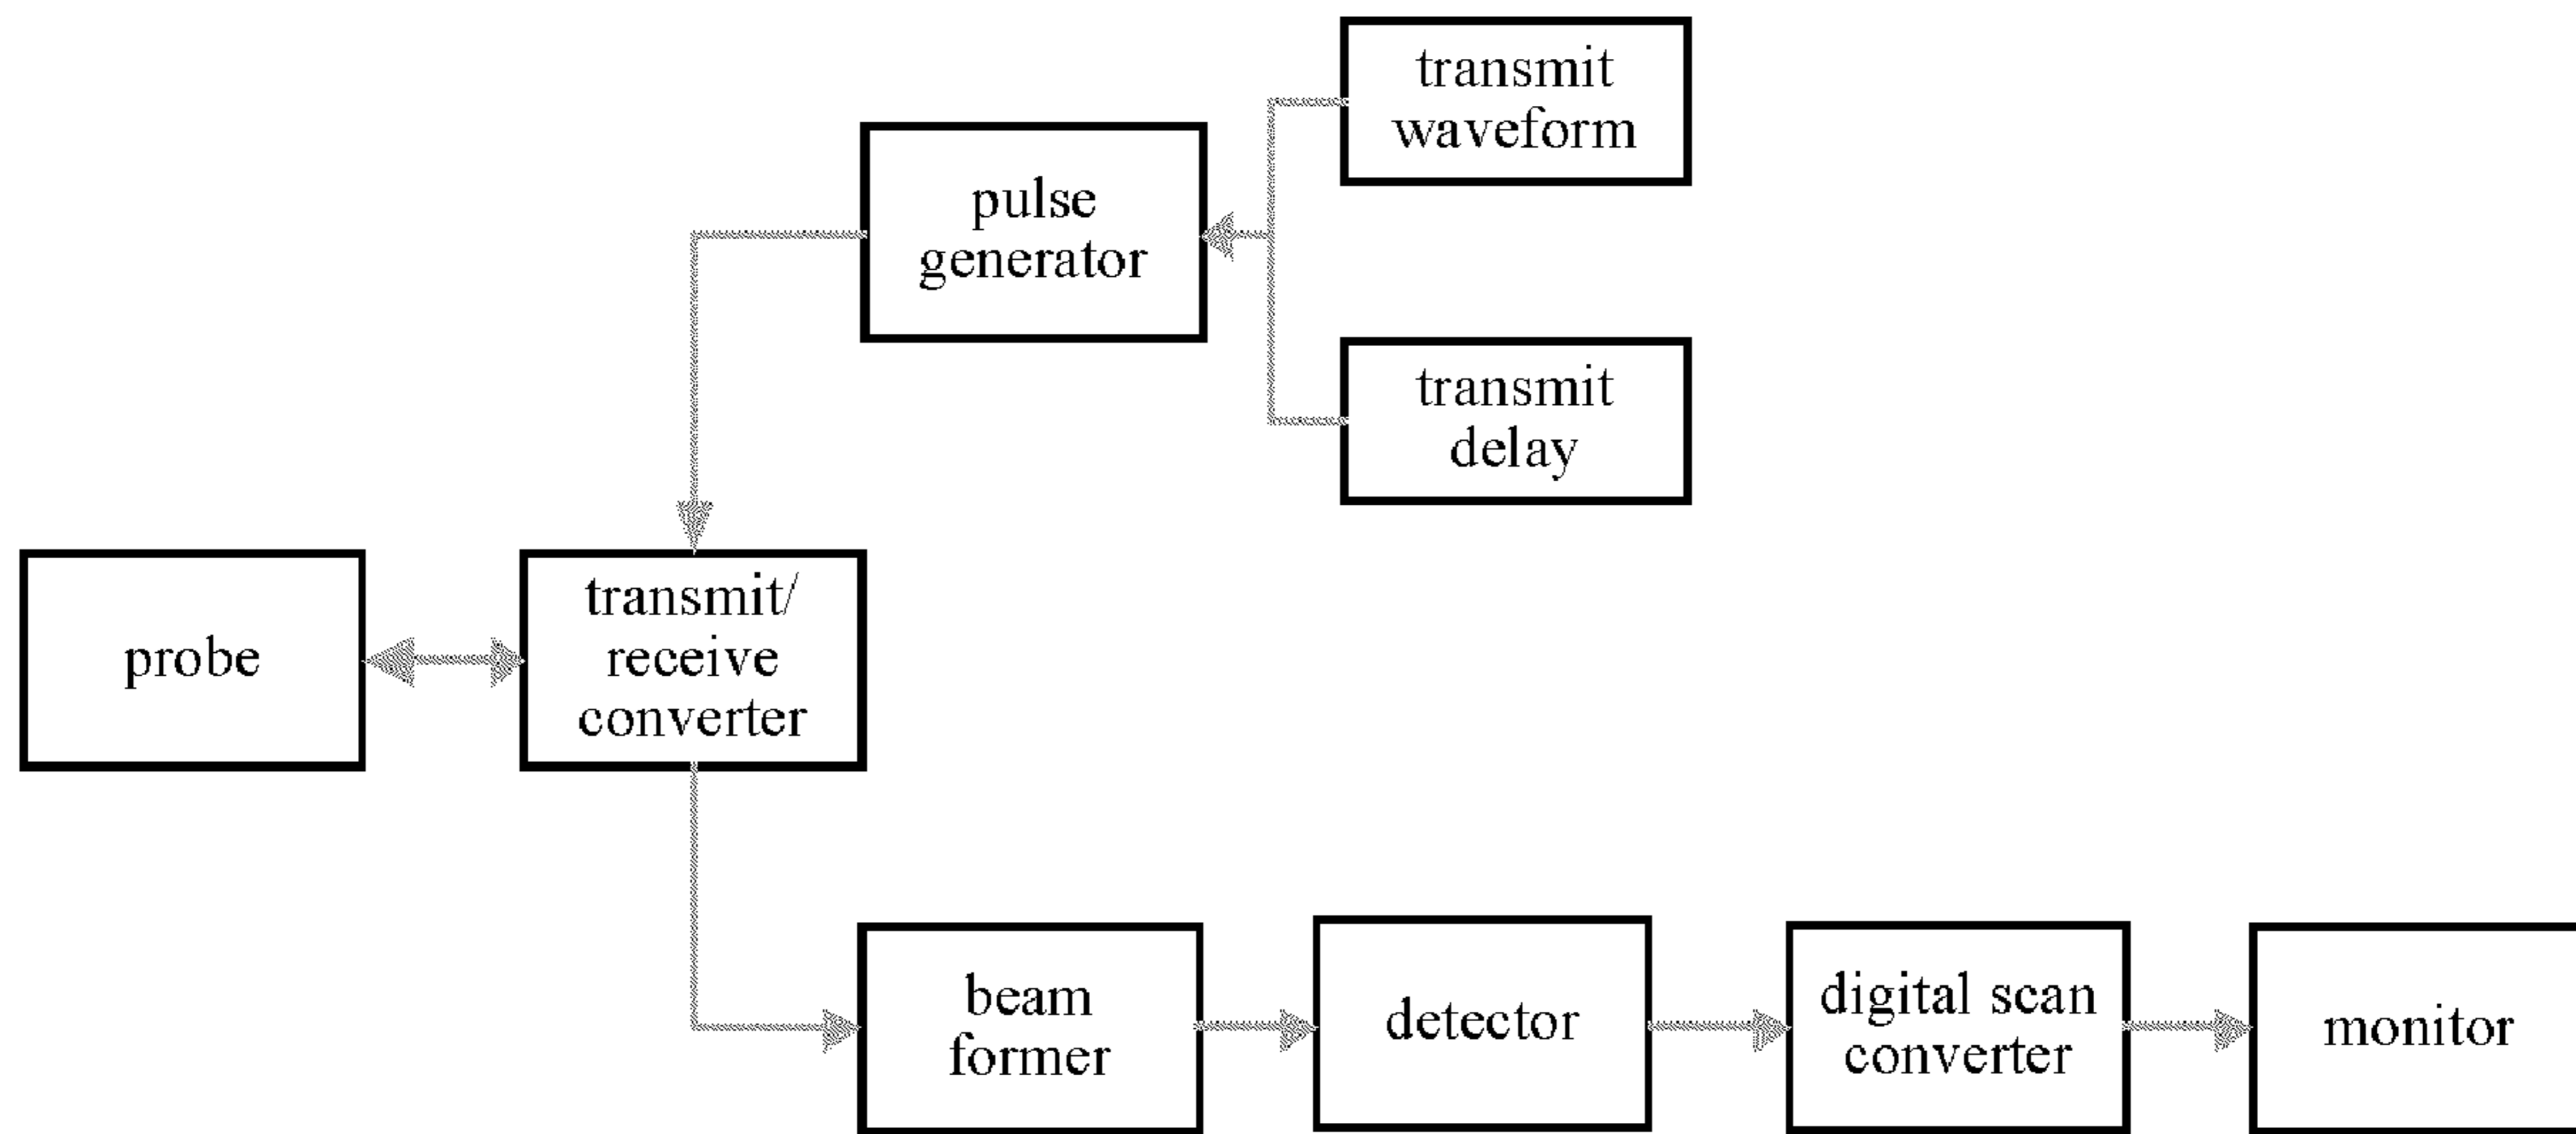 transmit
waveform
pulse
generator
transmit
delay
probe
transmit/
receive
converter
beam
former
detector
digital scan
converter
monitor